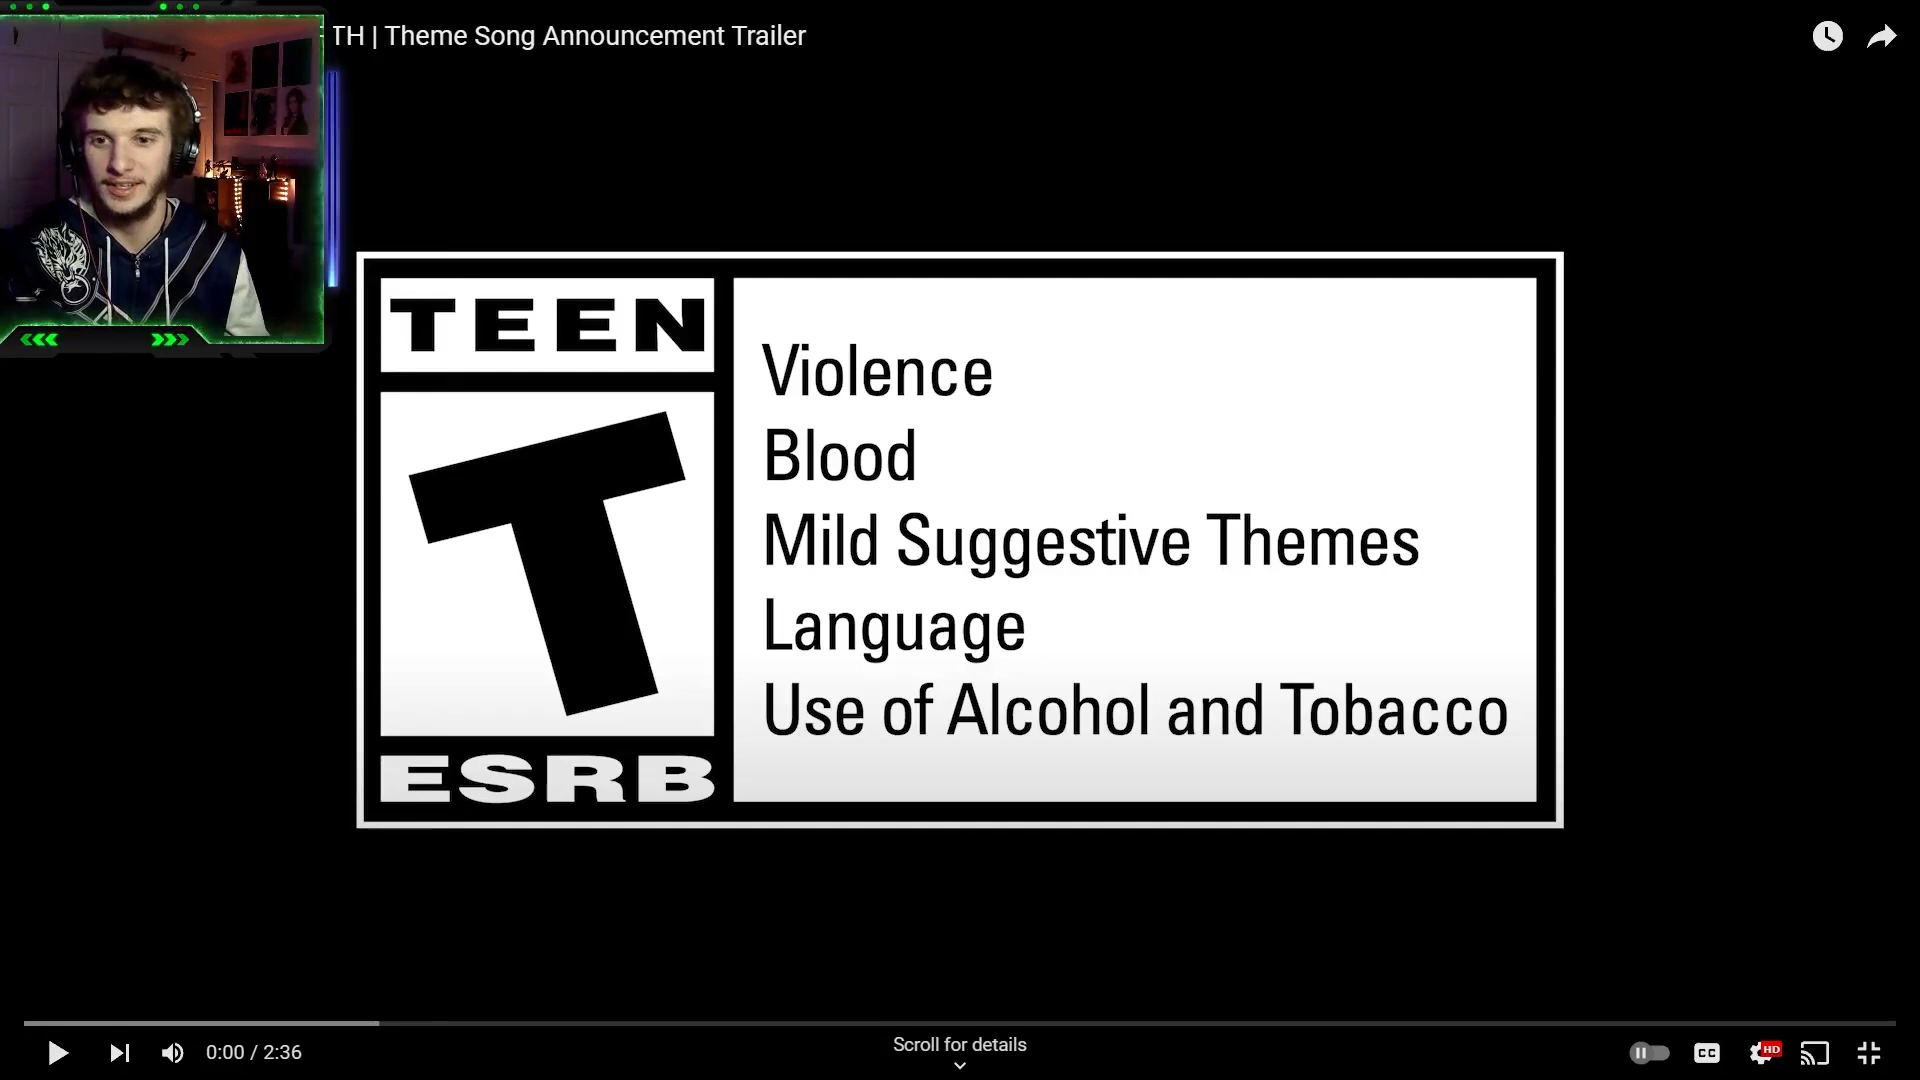 TH | Theme Song Announcement Trailer
TEEN
T
ESRB
Violence
Blood
Mild Suggestive Themes
Language
Use of Alcohol and Tobacco
0:00 / 2:36
Scroll for details
CC
HD